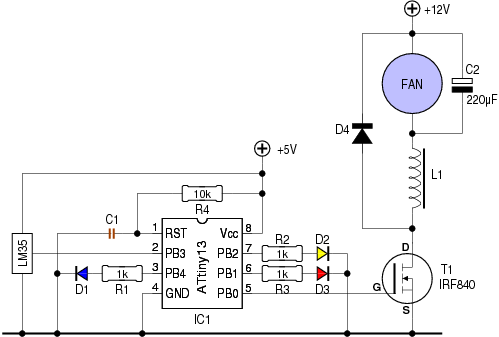 +12V
C2
FAN
220µF
D4
+5V
L1
10k
R4
C1
1 RST Vcc 8
R2 D2
LM35
2 PB3 PB2 7 1k
ATtiny13
D1 1k R1 3 PB4 PB1 6 1k
R3 D3
4 GND PB0 5
IC1
D
G
S
T1
IRF840